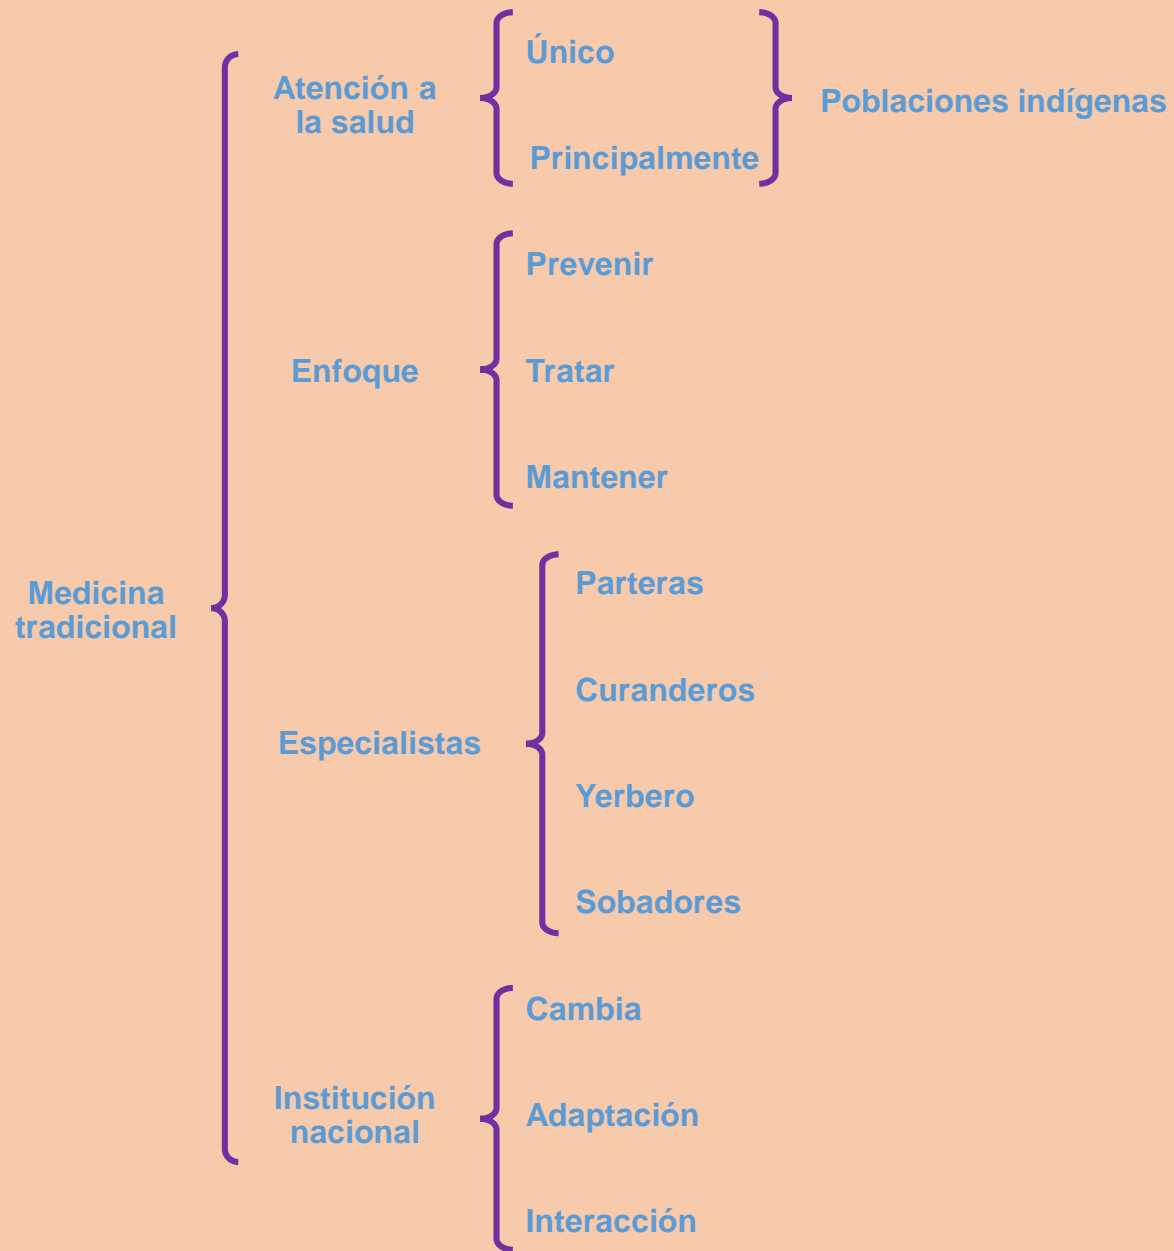 Medicina
tradicional
Atención a
la salud
Único
Principalmente
Poblaciones indígenas
Enfoque
Prevenir
Tratar
Mantener
Especialistas
Parteras
Curanderos
Yerbero
Sobadores
Institución
nacional
Cambia
Adaptación
Interacción